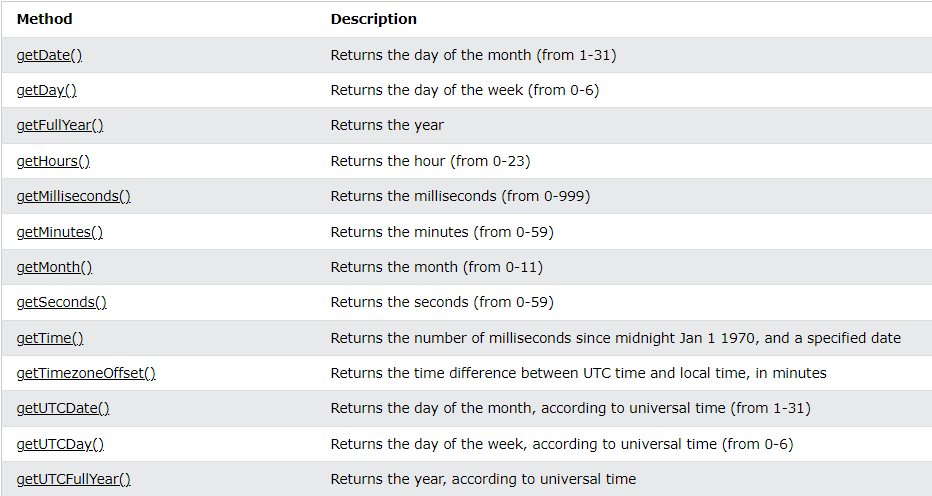 Method Description
getDate() Returns the day of the month (from 1-31)
getDay() Returns the day of the week (from 0-6)
getFullYear() Returns the year
getHours() Returns the hour (from 0-23)
getMilliseconds() Returns the milliseconds (from 0-999)
getMinutes() Returns the minutes (from 0-59)
getMonth() Returns the month (from 0-11)
getSeconds() Returns the seconds (from 0-59)
getTime() Returns the number of milliseconds since midnight Jan 1 1970, and a specified date
getTimezoneOffset() Returns the time difference between UTC time and local time, in minutes
getUTCDate() Returns the day of the month, according to universal time (from 1-31)
getUTCDay() Returns the day of the week, according to universal time (from 0-6)
getUTCFullYear() Returns the year, according to universal time